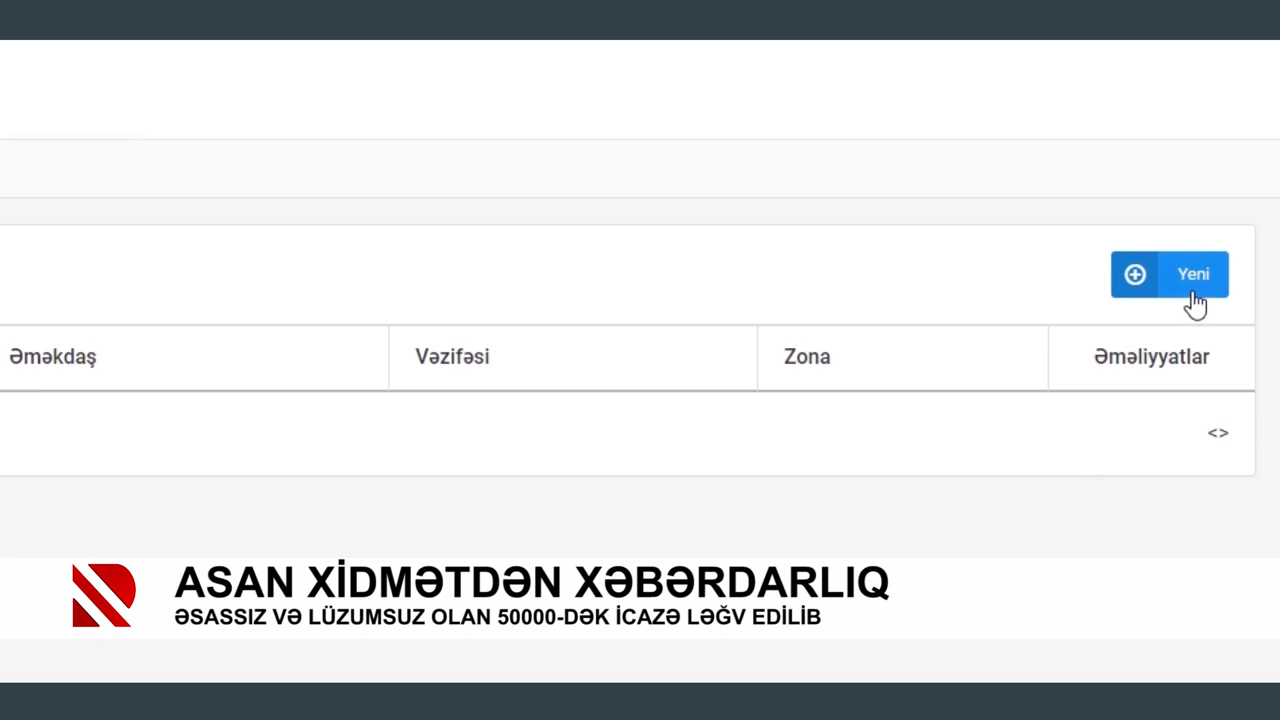 Yeni
Əməkdaş Vəzifəsi Zona Əməliyyatlar
<>
ASAN XİDMƏTDƏN XƏBƏRDARLIQ
ƏSASSIZ VƏ LÜZUMSUZ OLAN 50000-DƏK İCAZƏ LƏĞV EDİLİB